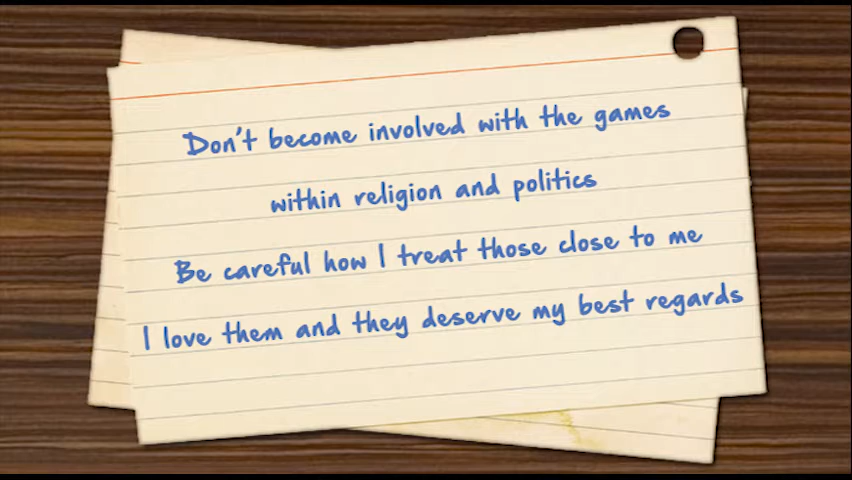 Don't become involved with the games
within religion and politics
Be careful how I treat those close to me
I love them and they deserve my best regards